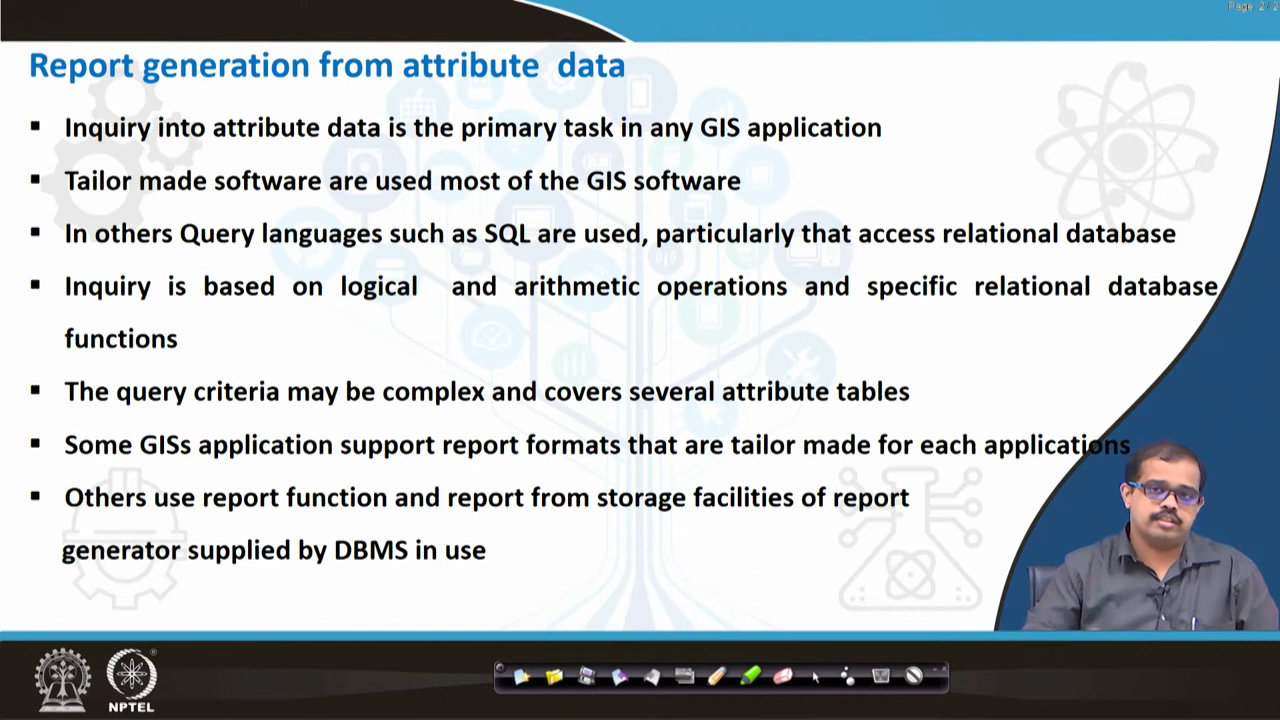 Page 2/2
Report generation from attribute data
▪ Inquiry into attribute data is the primary task in any GIS application
▪ Tailor made software are used most of the GIS software
▪ In others Query languages such as SQL are used, particularly that access relational database
▪ Inquiry is based on logical and arithmetic operations and specific relational database
functions
▪ The query criteria may be complex and covers several attribute tables
▪ Some GISs application support report formats that are tailor made for each applications
▪ Others use report function and report from storage facilities of report
generator supplied by DBMS in use
NPTEL